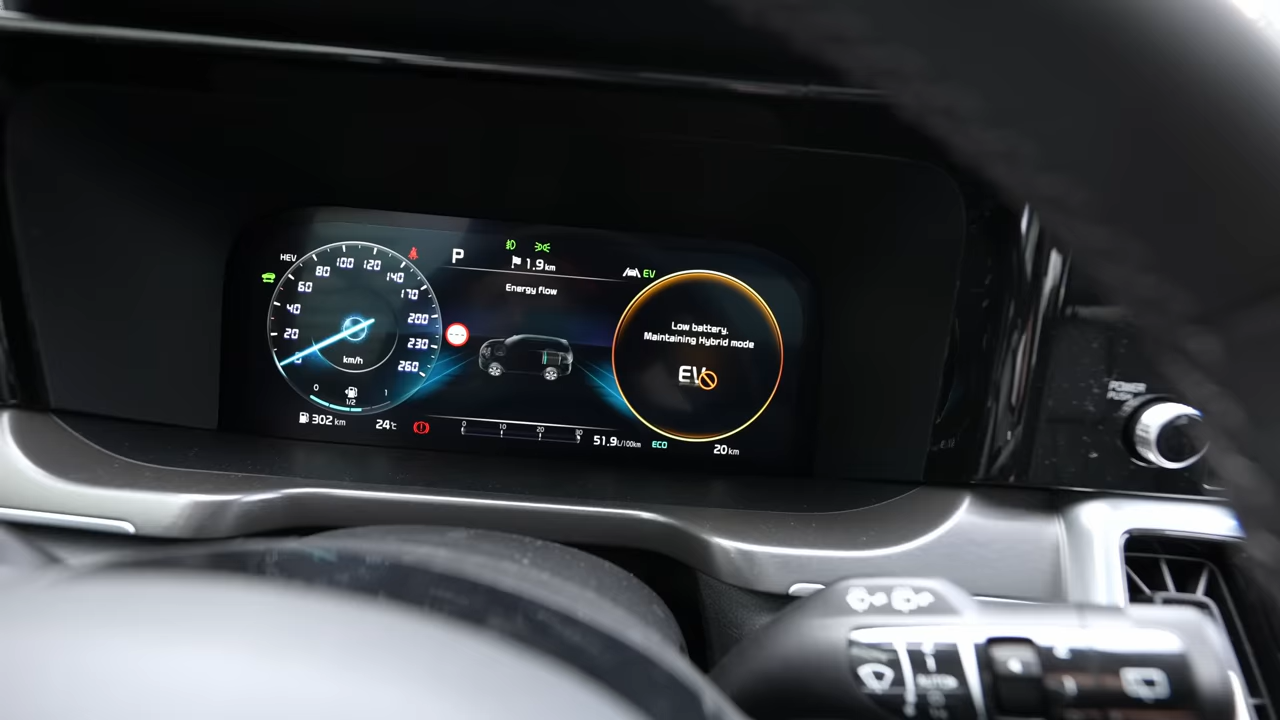 HEV
0
20
40
60
80
100
120
140
170
200
230
260
km/h
0 1/2 1
302 km
24℃
P
1.9 km
Energy flow
0 10 20 30
51.9 L/100km
ECO
EV
Low battery.
Maintaining Hybrid mode
EV
20 km
POWER
PUSH
AUTO